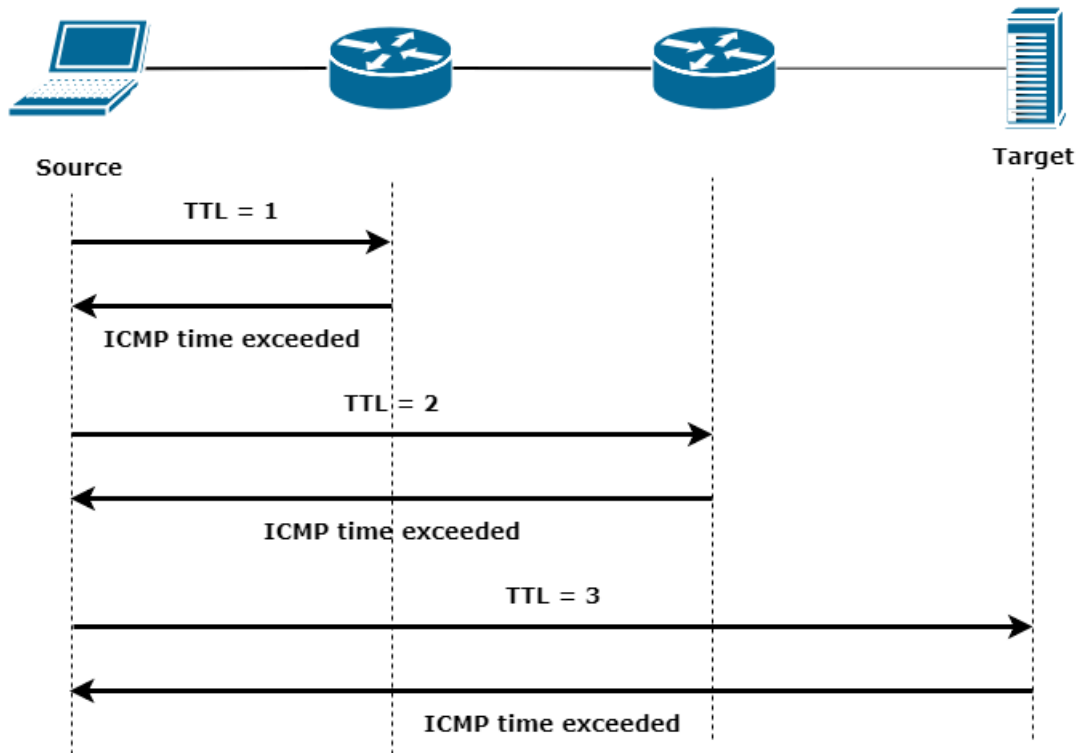 Source
Target
TTL = 1
ICMP time exceeded
TTL = 2
ICMP time exceeded
TTL = 3
ICMP time exceeded